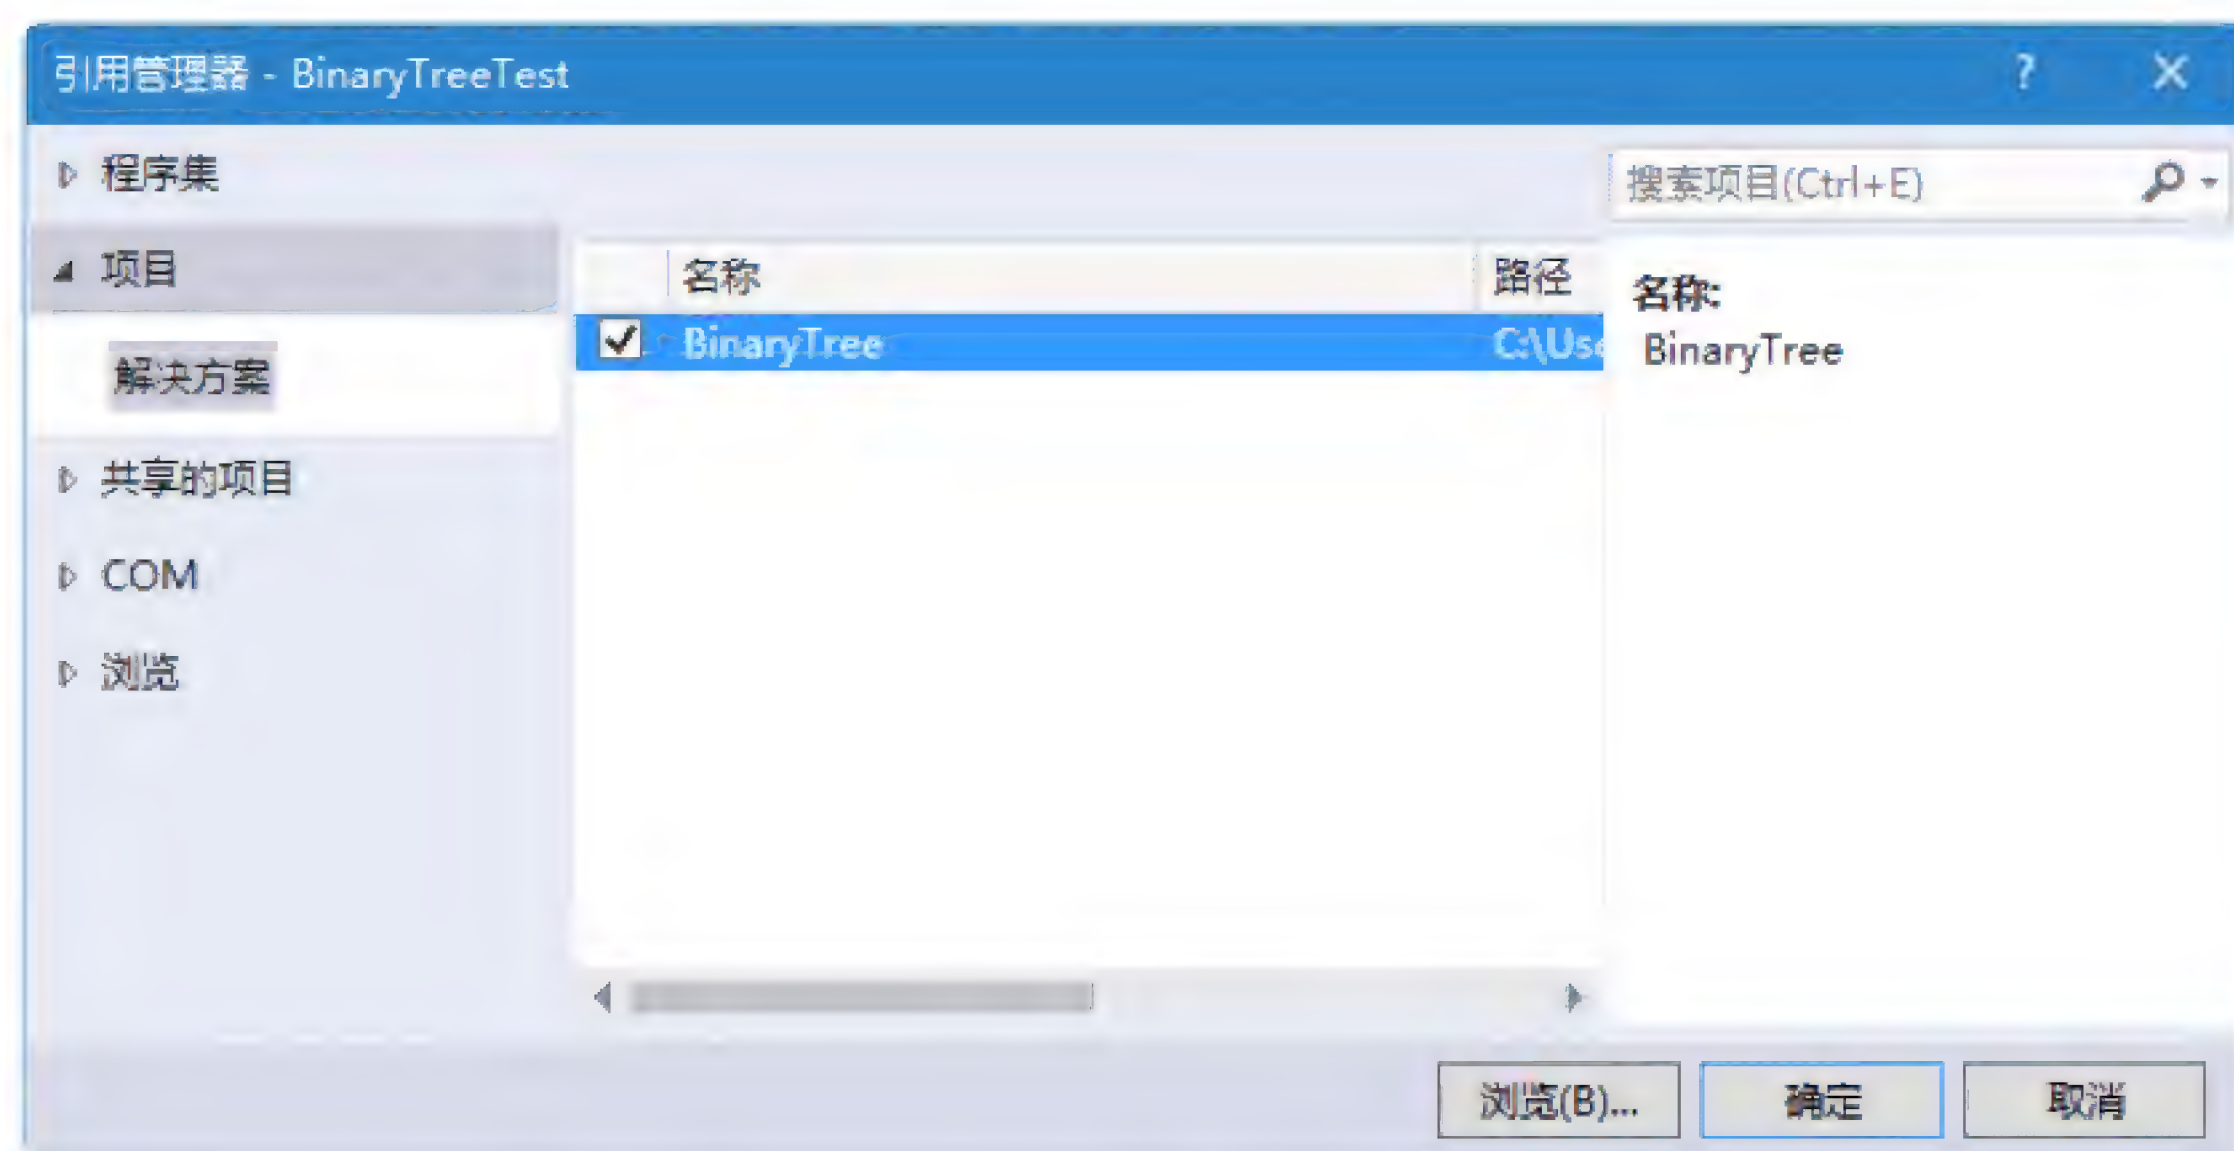 引用管理器 - BinaryTreeTest
?
程序集
搜索项目(Ctrl+E)
项目
名称
路径
名称:
BinaryTree
C:\Use
BinaryTree
解决方案
共享的项目
COM
浏览
浏览(B)...
确定
取消